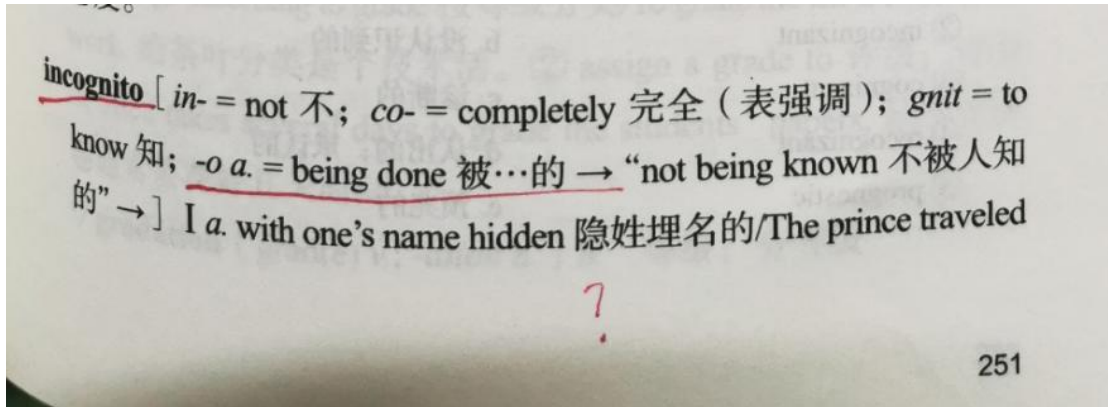 incognito [ in- = not 不；co- = completely 完全（表强调）；gnit = to
know 知；-o a. = being done 被…的 → “not being known 不被人知
的” → ] I a. with one’s name hidden 隐姓埋名的/The prince traveled
?
251